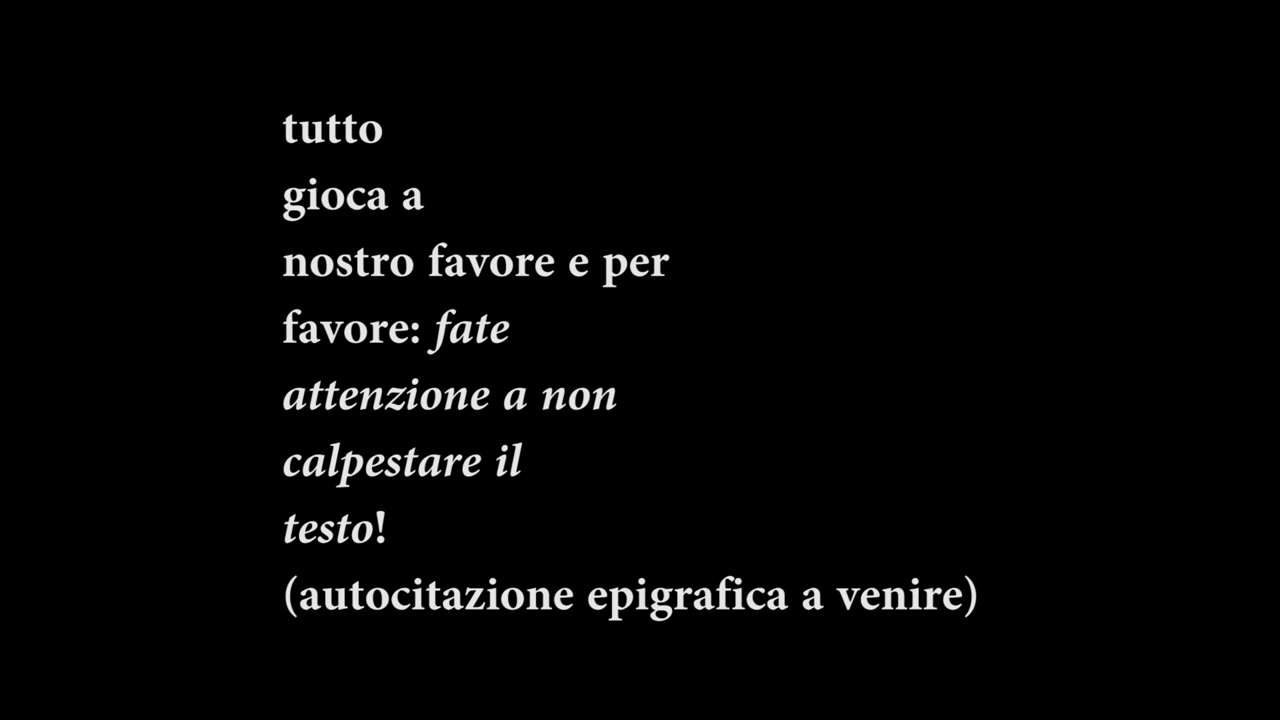 tutto
gioca a
nostro favore e per
favore: fate
attenzione a non
calpestare il
testo!
(autocitazione epigrafica a venire)